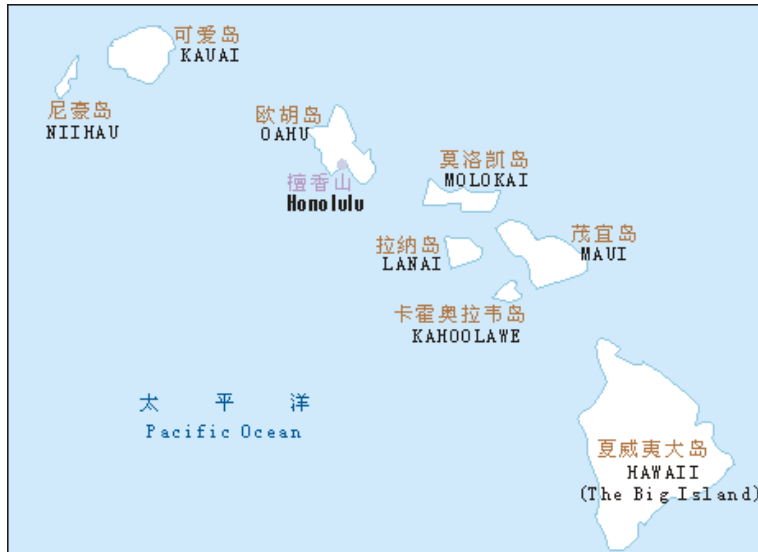 可爱岛
KAUAI
尼豪岛
NIIHAU
欧胡岛
OAHU
檀香山
Honolulu
莫洛凯岛
MOLOKAI
拉纳岛
LANAI
茂宜岛
MAUI
卡霍奥拉韦岛
KAHOOLAWE
太 平 洋
Pacific Ocean
夏威夷大岛
HAWAII
(The Big Island)